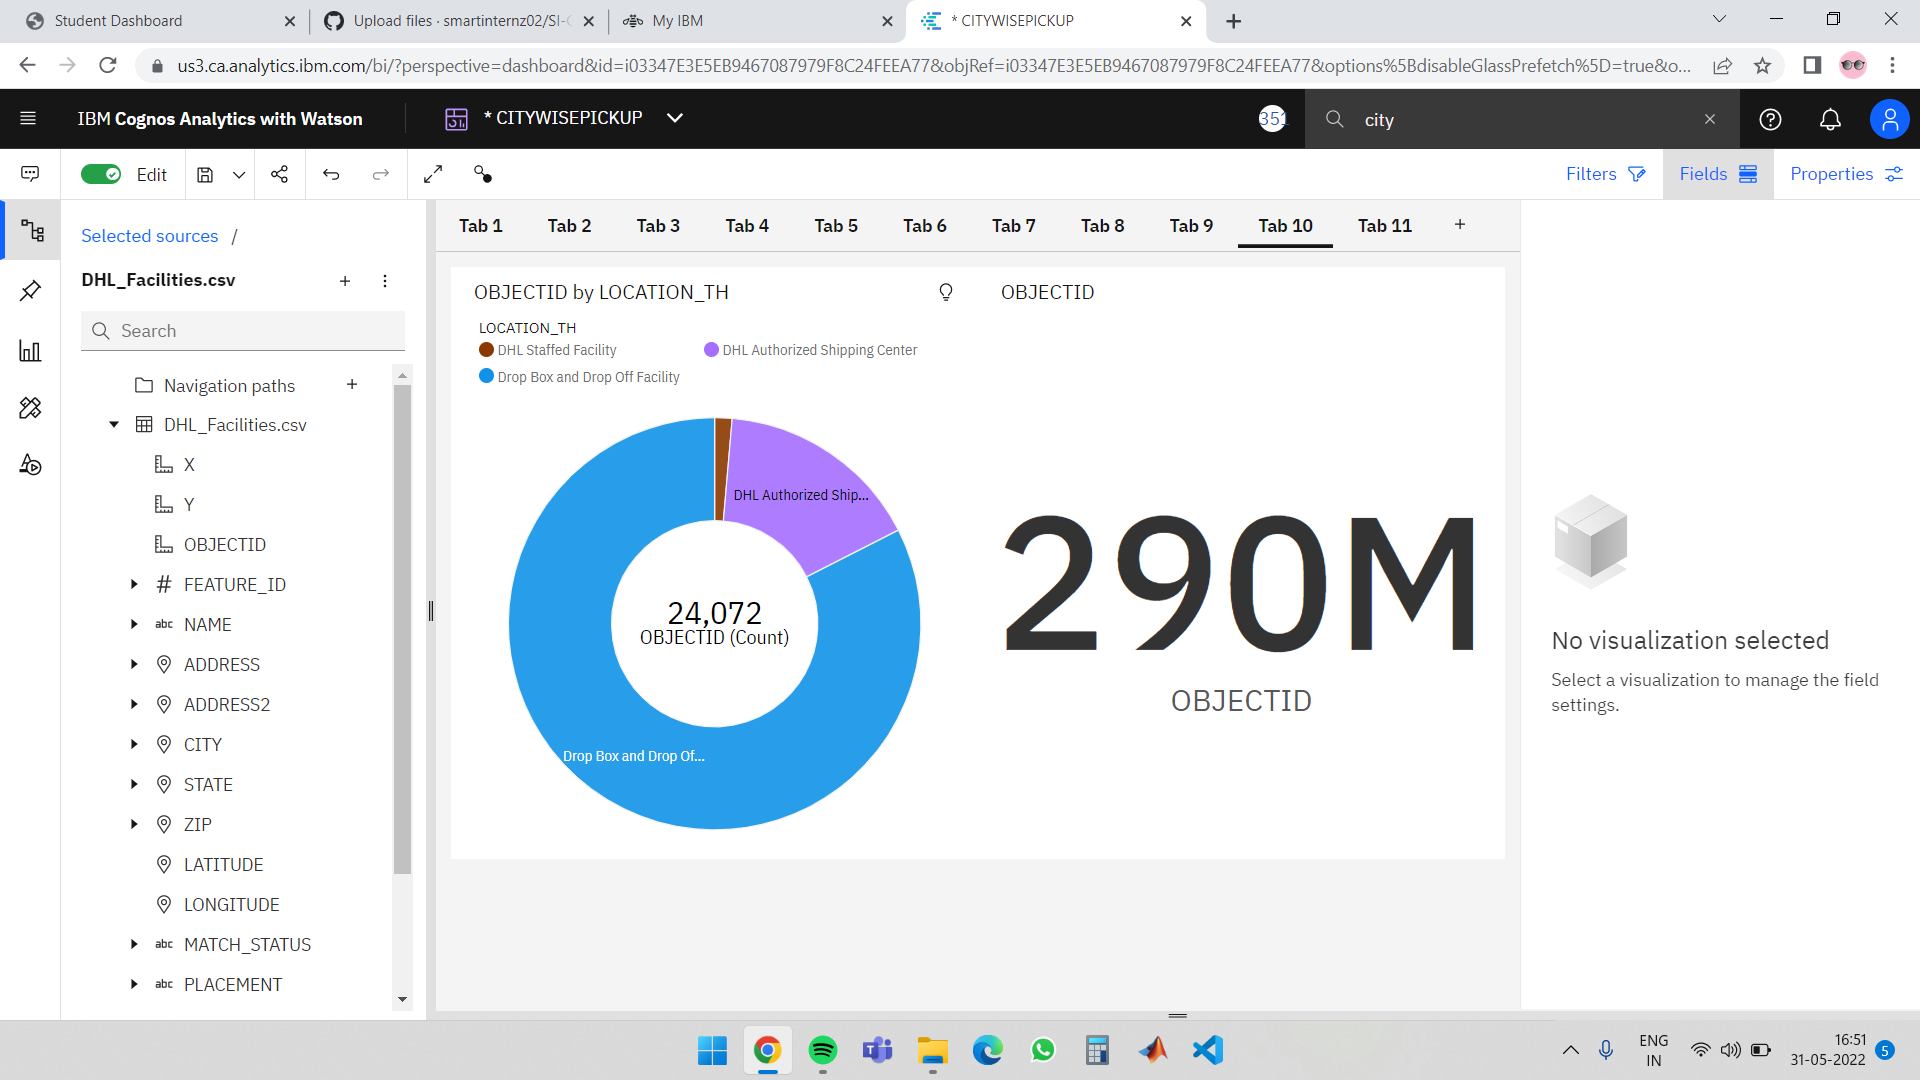 Student Dashboard
Upload files · smartinternz02/SI-G
My IBM
* CITYWISEPICKUP
us3.ca.analytics.ibm.com/bi/?perspective=dashboard&id=i03347E3E5EB9467087979F8C24FEEA77&objRef=i03347E3E5EB9467087979F8C24FEEA77&options%5BdisableGlassPrefetch%5D=true&o...
IBM Cognos Analytics with Watson
* CITYWISEPICKUP
351
city
Edit
Filters
Fields
Properties
Selected sources /
DHL_Facilities.csv
Search
Navigation paths
DHL_Facilities.csv
X
Y
OBJECTID
FEATURE_ID
abc NAME
ADDRESS
ADDRESS2
CITY
STATE
ZIP
LATITUDE
LONGITUDE
abc MATCH_STATUS
abc PLACEMENT
Tab 1
Tab 2
Tab 3
Tab 4
Tab 5
Tab 6
Tab 7
Tab 8
Tab 9
Tab 10
Tab 11
OBJECTID by LOCATION_TH
LOCATION_TH
DHL Staffed Facility
DHL Authorized Shipping Center
Drop Box and Drop Off Facility
DHL Authorized Ship...
24,072
OBJECTID (Count)
Drop Box and Drop Of...
OBJECTID
290M
OBJECTID
No visualization selected
Select a visualization to manage the field
settings.
ENG
IN
16:51
31-05-2022
5